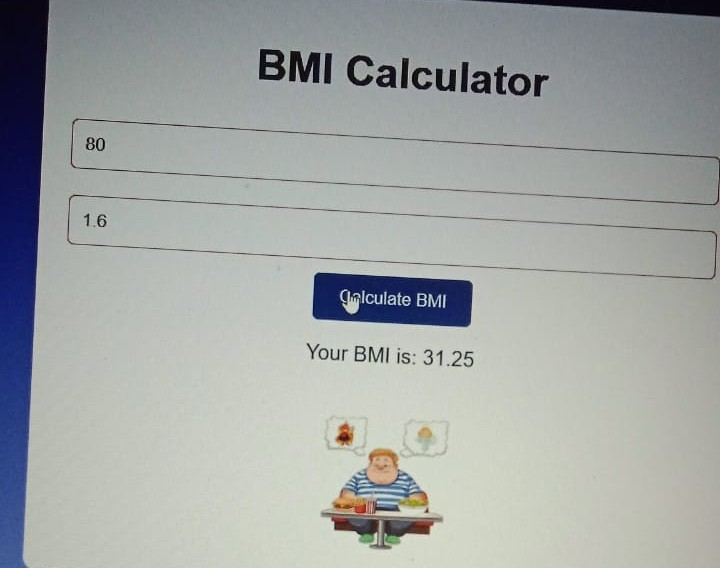 BMI Calculator
80
1.6
Calculate BMI
Your BMI is: 31.25